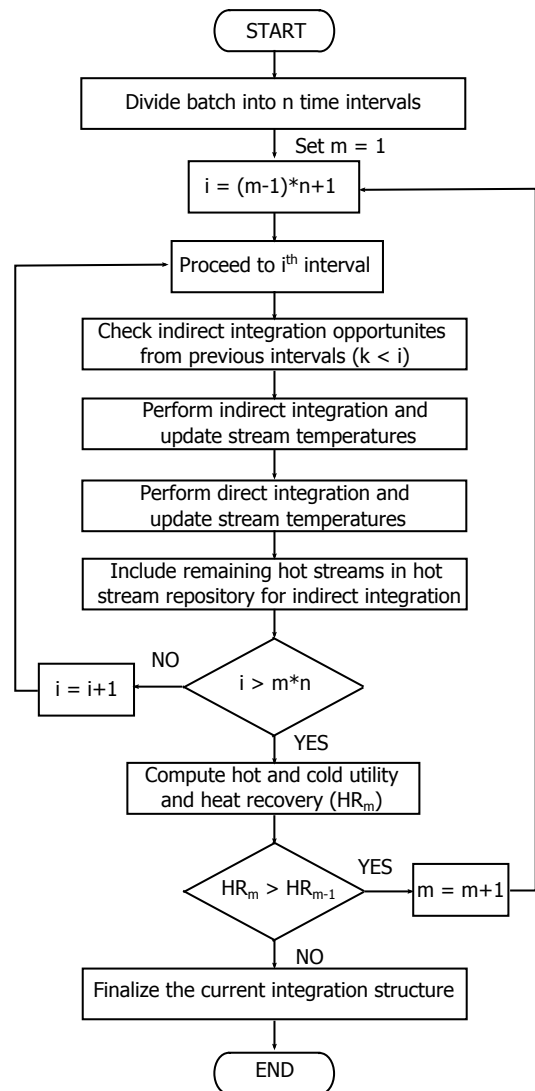 START
Divide batch into n time intervals
Set m = 1
i = (m-1)*n+1
Proceed to iᵗʰ interval
Check indirect integration opportunites
from previous intervals (k < i)
Perform indirect integration and
update stream temperatures
Perform direct integration and
update stream temperatures
Include remaining hot streams in hot
stream repository for indirect integration
NO
i = i+1
i > m*n
YES
Compute hot and cold utility
and heat recovery (HRₘ)
YES
HRₘ > HRₘ₋₁
m = m+1
NO
Finalize the current integration structure
END